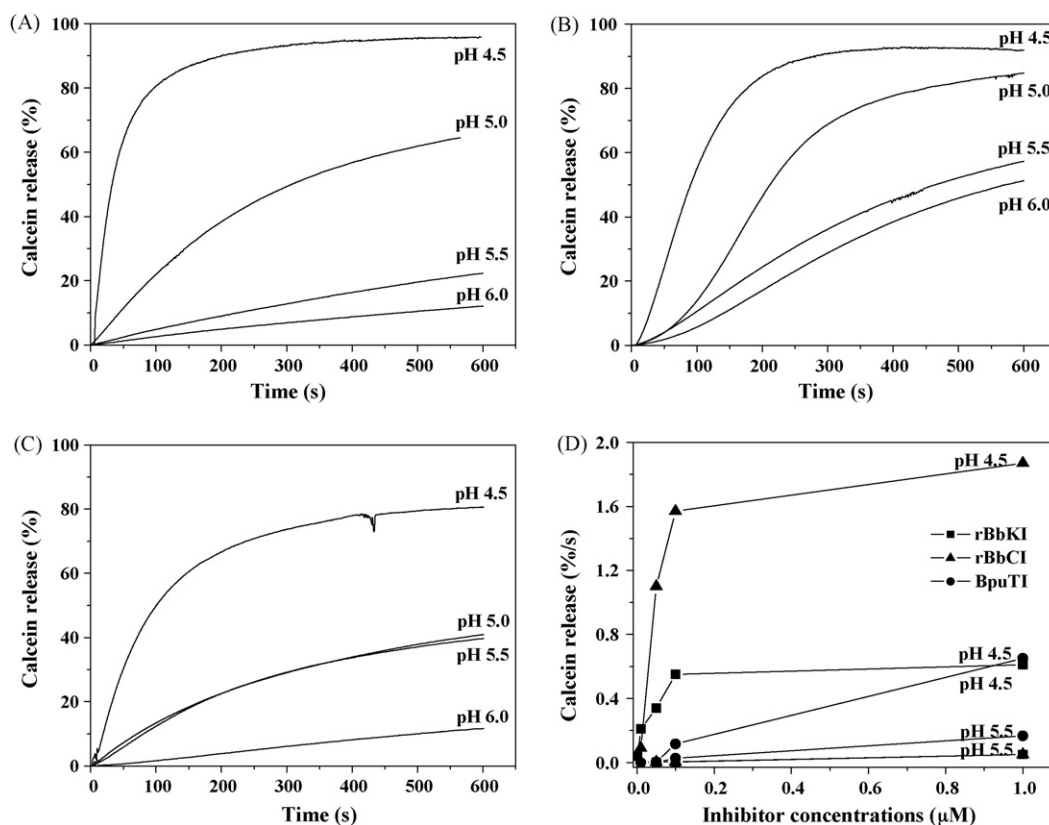 (A)
100
80
60
40
20
0
Calcein release (%)
pH 4.5
pH 5.0
pH 5.5
pH 6.0
0 100 200 300 400 500 600
Time (s)
(B)
100
80
60
40
20
0
Calcein release (%)
pH 4.5
pH 5.0
pH 5.5
pH 6.0
0 100 200 300 400 500 600
Time (s)
(C)
100
80
60
40
20
0
Calcein release (%)
pH 4.5
pH 5.0
pH 5.5
pH 6.0
0 100 200 300 400 500 600
Time (s)
(D)
2.0
1.6
1.2
0.8
0.4
0.0
Calcein release (%/s)
pH 4.5
rBbKI
rBbCI
BpuTI
pH 4.5
pH 4.5
pH 5.5
pH 5.5
0.0 0.2 0.4 0.6 0.8 1.0
Inhibitor concentrations (μM)